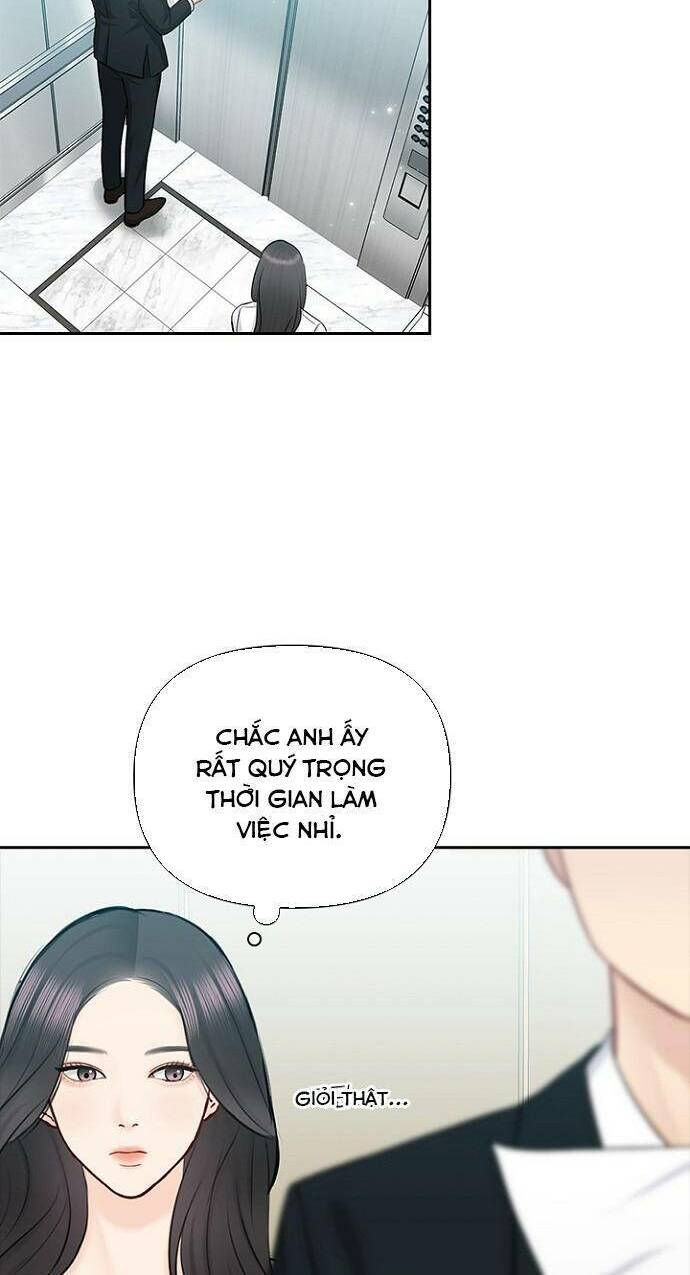 CHẮC ANH ẤY
RẤT QUÝ TRỌNG
THỜI GIAN LÀM
VIỆC NHỈ.
GIỎI THẬT...